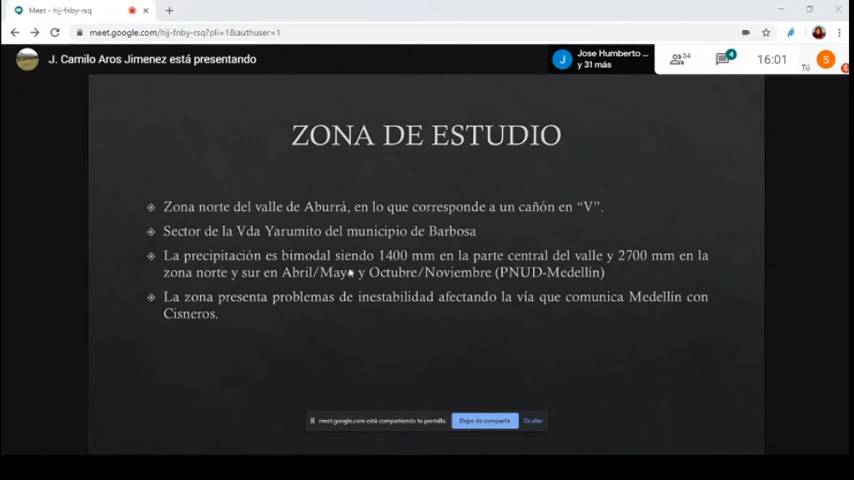 Meet - hij-fnby-rsq
meet.google.com/hij-fnby-rsq?pli=1&authuser=1
J. Camilo Aros Jimenez está presentando
Jose Humberto ...
y 31 más
34
4
16:01
Tú
S
J
ZONA DE ESTUDIO
Zona norte del valle de Aburrá, en lo que corresponde a un cañón en “V”.
Sector de la Vda Yarumito del municipio de Barbosa
La precipitación es bimodal siendo 1400 mm en la parte central del valle y 2700 mm en la
zona norte y sur en Abril/Mayo y Octubre/Noviembre (PNUD-Medellín)
La zona presenta problemas de inestabilidad afectando la vía que comunica Medellín con
Cisneros.
meet.google.com está compartiendo tu pantalla.
Dejar de compartir
Ocultar